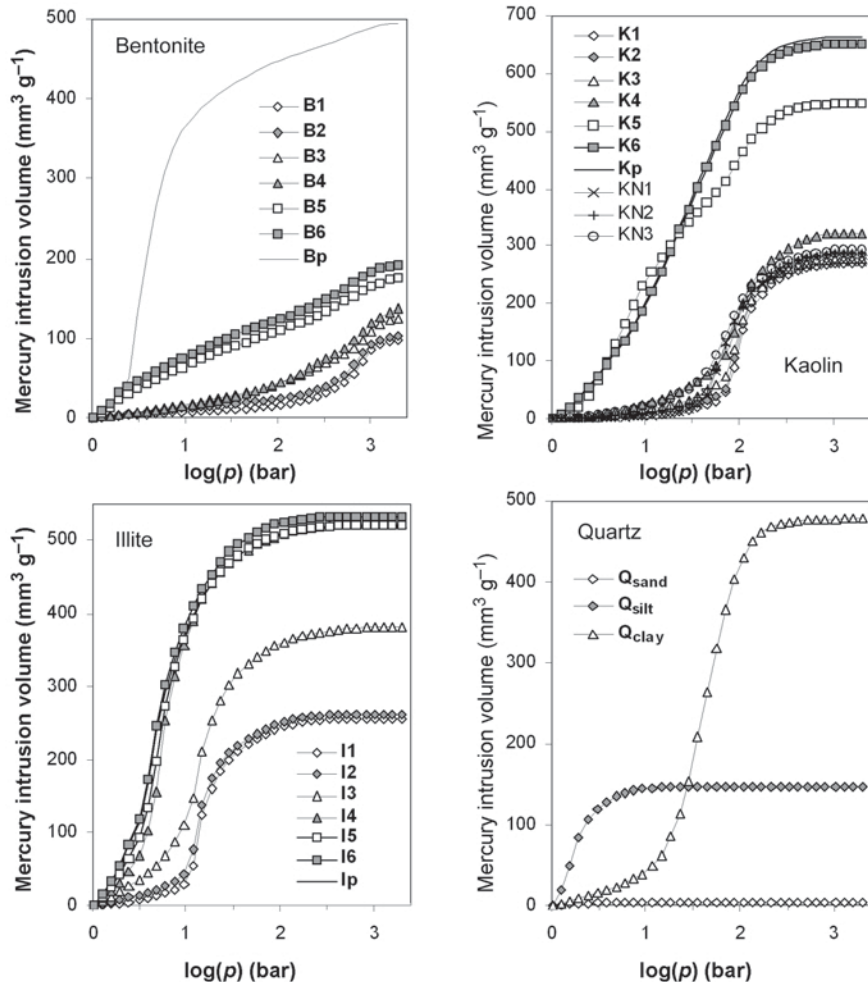 Mercury intrusion volume (mm³ g⁻¹)
500
400
300
200
100
0
Bentonite
B1
B2
B3
B4
B5
B6
Bp
0 1 2 3
log(p) (bar)
Mercury intrusion volume (mm³ g⁻¹)
700
600
500
400
300
200
100
0
K1
K2
K3
K4
K5
K6
Kp
KN1
KN2
KN3
Kaolin
0 1 2 3
log(p) (bar)
Mercury intrusion volume (mm³ g⁻¹)
500
400
300
200
100
0
Illite
I1
I2
I3
I4
I5
I6
Ip
0 1 2 3
log(p) (bar)
Mercury intrusion volume (mm³ g⁻¹)
500
400
300
200
100
0
Quartz
Qsand
Qsilt
Qclay
0 1 2 3
log(p) (bar)